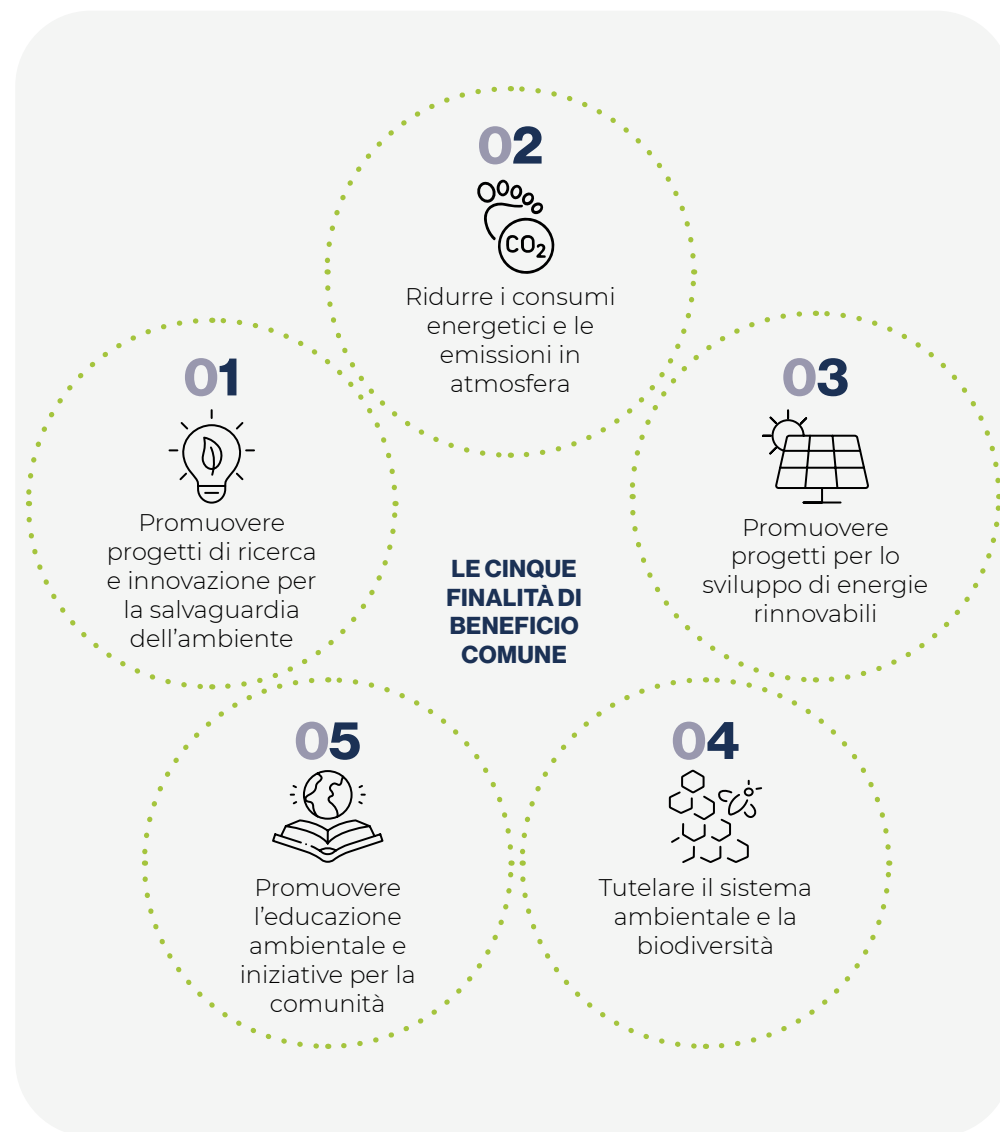 01
Promuovere
progetti di ricerca
e innovazione per
la salvaguardia
dell’ambiente
02
CO2
Ridurre i consumi
energetici e le
emissioni in
atmosfera
03
Promuovere
progetti per lo
sviluppo di energie
rinnovabili
LE CINQUE
FINALITÀ DI
BENEFICIO
COMUNE
04
Tutelare il sistema
ambientale e la
biodiversità
05
Promuovere
l’educazione
ambientale e
iniziative per la
comunità